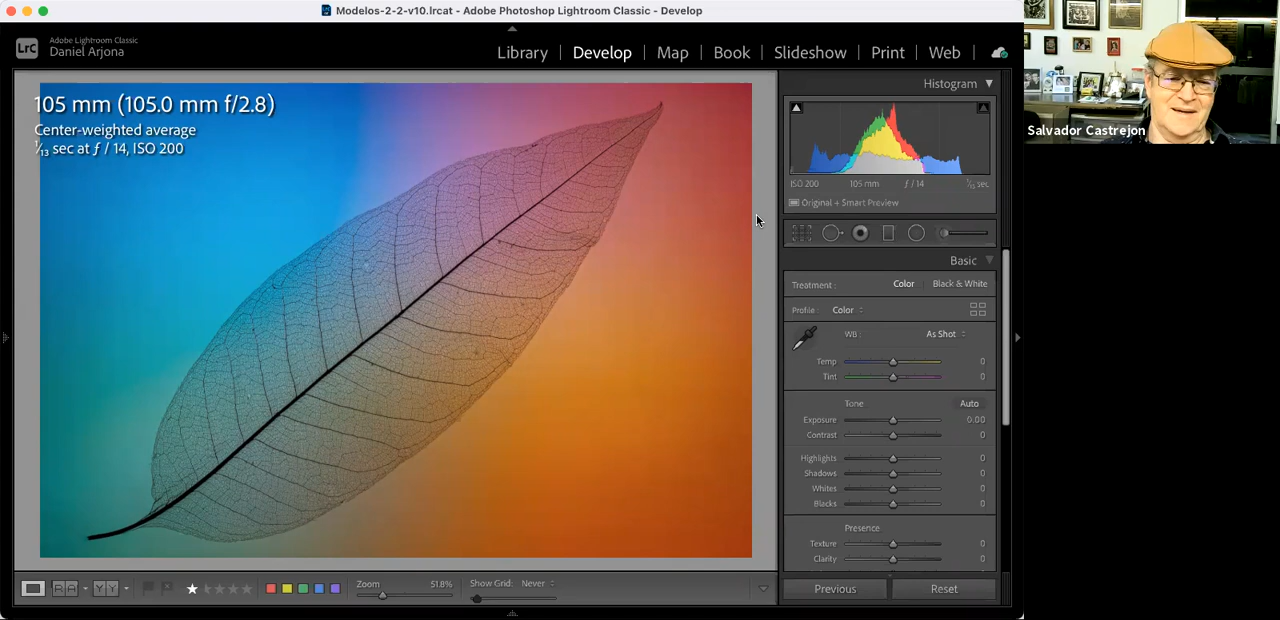 Modelos-2-2-v10.lrcat - Adobe Photoshop Lightroom Classic - Develop
LrC
Adobe Lightroom Classic
Daniel Arjona
Library | Develop | Map | Book | Slideshow | Print | Web
105 mm (105.0 mm f/2.8)
Center-weighted average
1/13 sec at ƒ / 14, ISO 200
Histogram
ISO 200 105 mm ƒ / 14 1/13 sec
Original + Smart Preview
Basic
Treatment : Color Black & White
Profile : Color
WB : As Shot
Temp 0
Tint 0
Tone Auto
Exposure 0.00
Contrast 0
Highlights 0
Shadows 0
Whites 0
Blacks 0
Presence
Texture 0
Clarity 0
R A Y Y Zoom 51.8% Show Grid: Never
Previous Reset
Salvador Castrejon